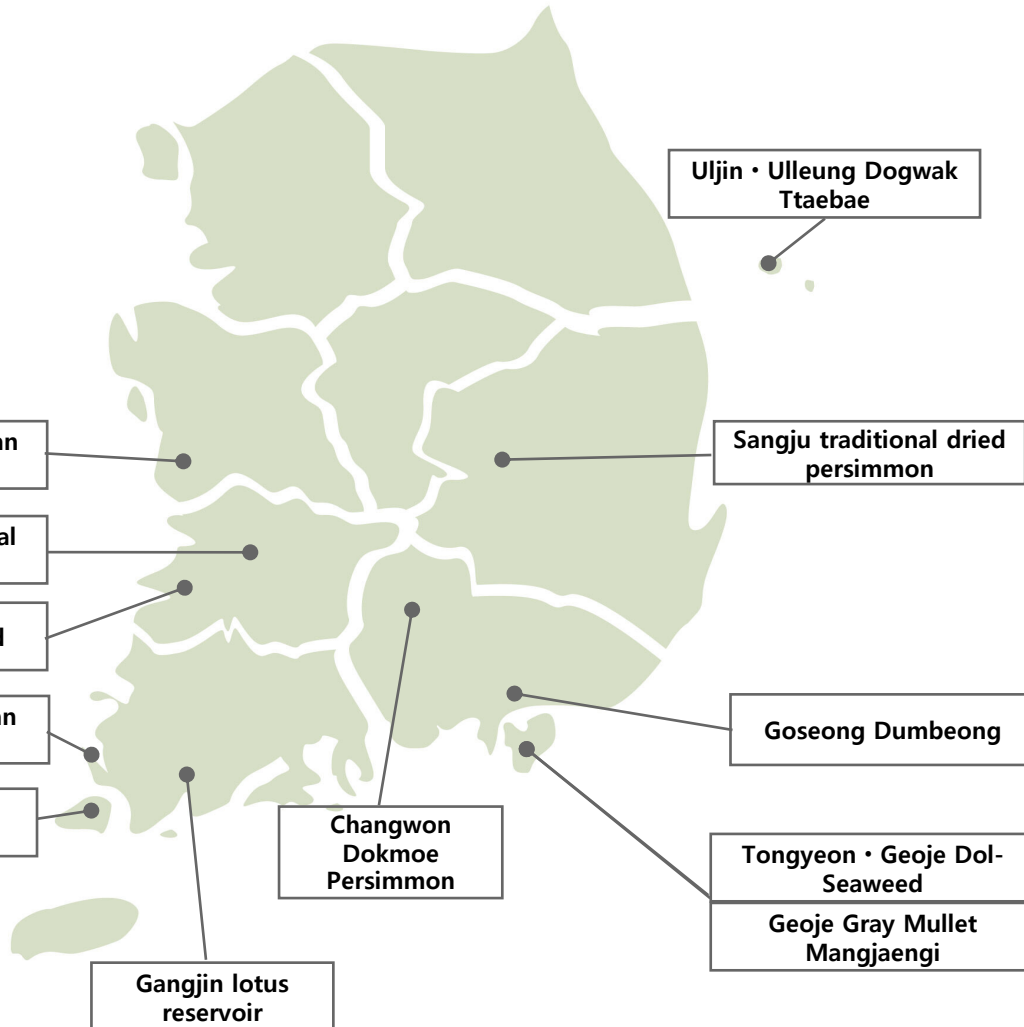 Uljin・Ulleung Dogwak
Ttaebae
Sangju traditional dried
persimmon
Goseong Dumbeong
Changwon
Dokmoe
Persimmon
Tongyeon・Geoje Dol-
Seaweed
Geoje Gray Mullet
Mangjaengi
Gangjin lotus
reservoir